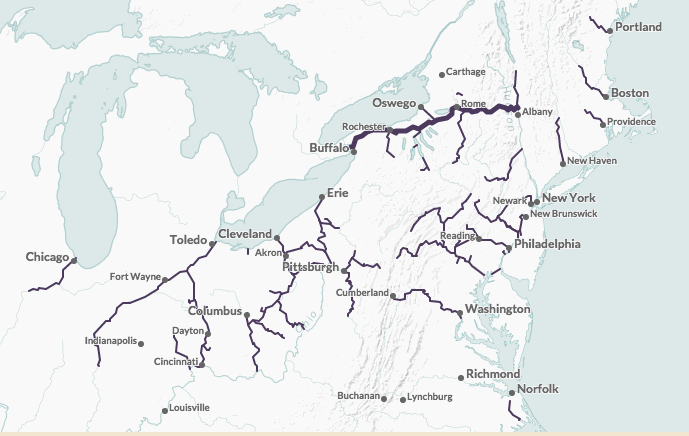 Portland
Carthage
Boston
Oswego
Rome
Albany
Rochester
Providence
Buffalo
New Haven
Erie
Newark
New York
New Brunswick
Cleveland
Toledo
Reading
Philadelphia
Akron
Chicago
Pittsburgh
Fort Wayne
Cumberland
Columbus
Washington
Dayton
Indianapolis
Cincinnati
Richmond
Norfolk
Buchanan
Lynchburg
Louisville
Ohio